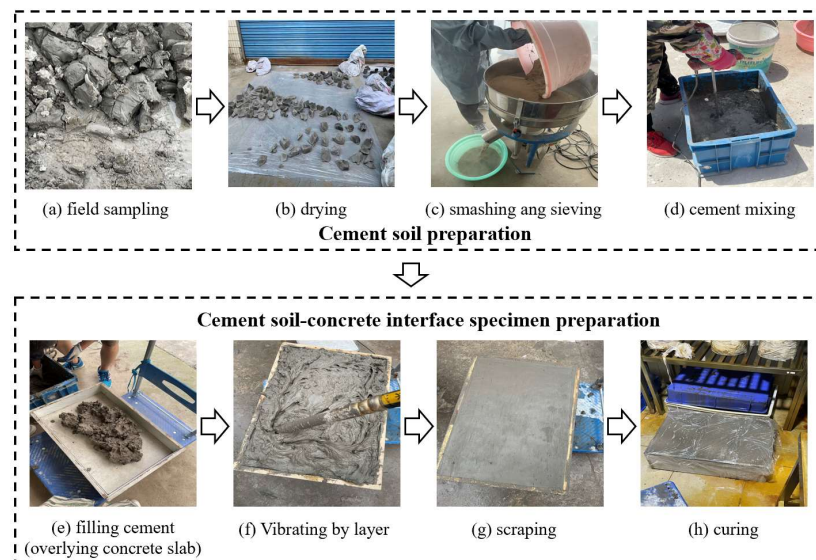 (a) field sampling
(b) drying
(c) smashing ang sieving
(d) cement mixing
Cement soil preparation
Cement soil-concrete interface specimen preparation
(e) filling cement
(overlying concrete slab)
(f) Vibrating by layer
(g) scraping
(h) curing